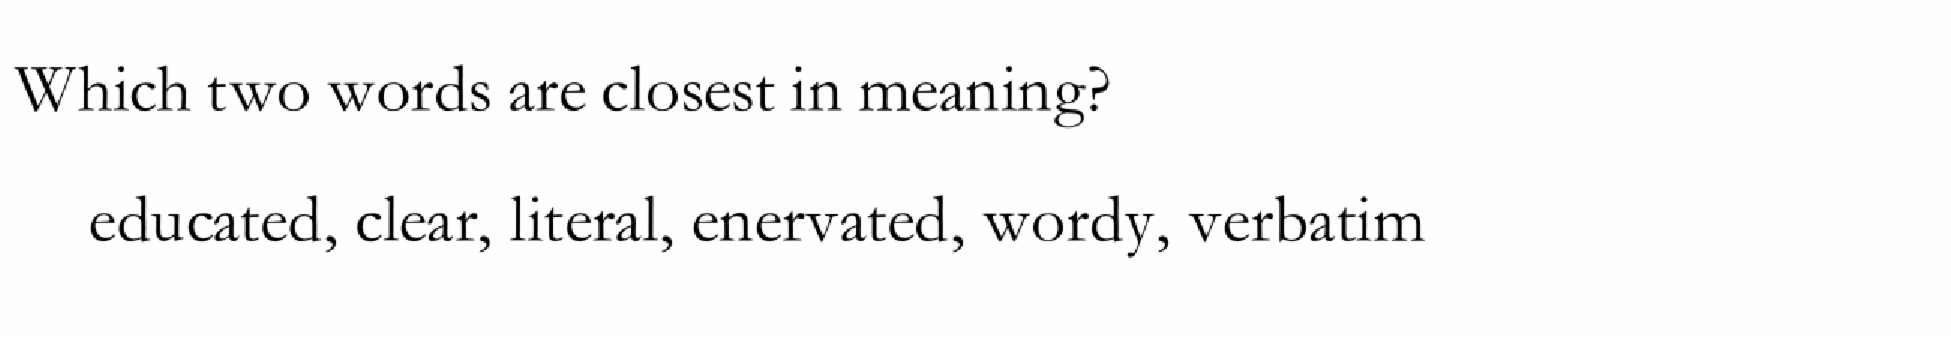 Which two words are closest in meaning?
educated, clear, literal, enervated, wordy, verbatim